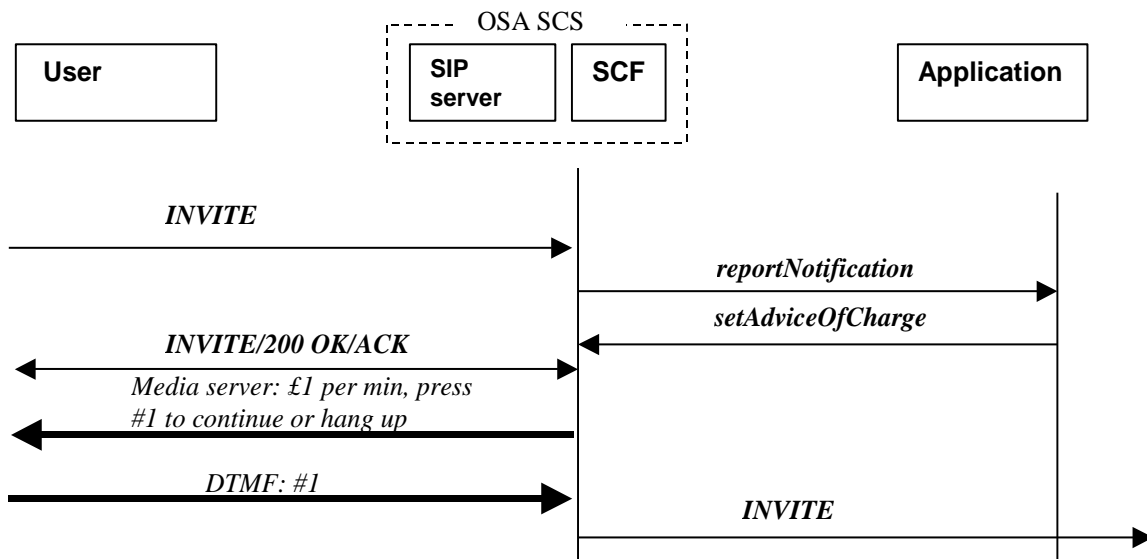 OSA SCS
User
SIP
server
SCF
Application
INVITE
reportNotification
setAdviceOfCharge
INVITE/200 OK/ACK
Media server: £1 per min, press
#1 to continue or hang up
DTMF: #1
INVITE